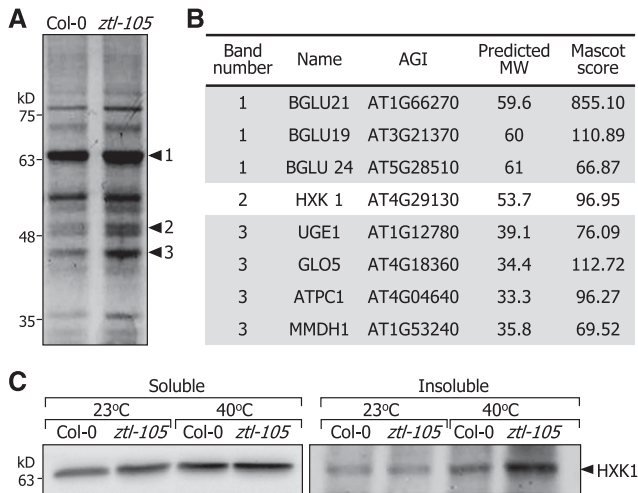 A
Col-0 ztl-105
kD
75
63
48
35
1
2
3
B
Band number Name AGI Predicted MW Mascot score
1 BGLU21 AT1G66270 59.6 855.10
1 BGLU19 AT3G21370 60 110.89
1 BGLU 24 AT5G28510 61 66.87
2 HXK 1 AT4G29130 53.7 96.95
3 UGE1 AT1G12780 39.1 76.09
3 GLO5 AT4G18360 34.4 112.72
3 ATPC1 AT4G04640 33.3 96.27
3 MMDH1 AT1G53240 35.8 69.52
C
Soluble Insoluble
23°C 40°C 23°C 40°C
Col-0 ztl-105 Col-0 ztl-105 Col-0 ztl-105 Col-0 ztl-105
kD
63
HXK1